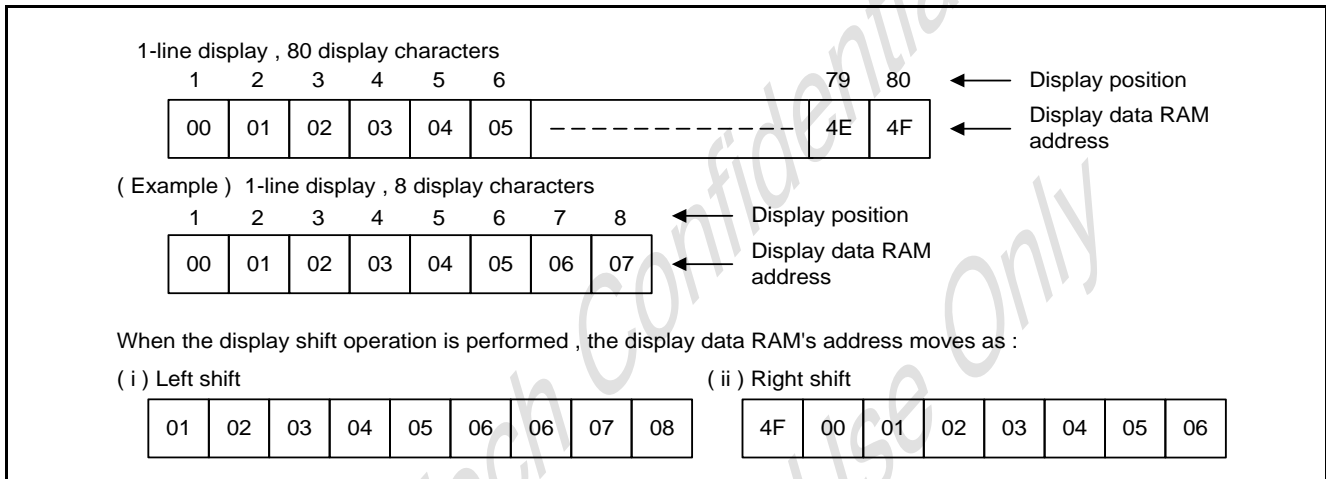 1-line display , 80 display characters
1 2 3 4 5 6 79 80 Display position
00 01 02 03 04 05 4E 4F Display data RAM address
( Example ) 1-line display , 8 display characters
1 2 3 4 5 6 7 8 Display position
00 01 02 03 04 05 06 07 Display data RAM address
When the display shift operation is performed , the display data RAM's address moves as :
( i ) Left shift ( ii ) Right shift
01 02 03 04 05 06 06 07 08 4F 00 01 02 03 04 05 06
ech Confidential
Use Only